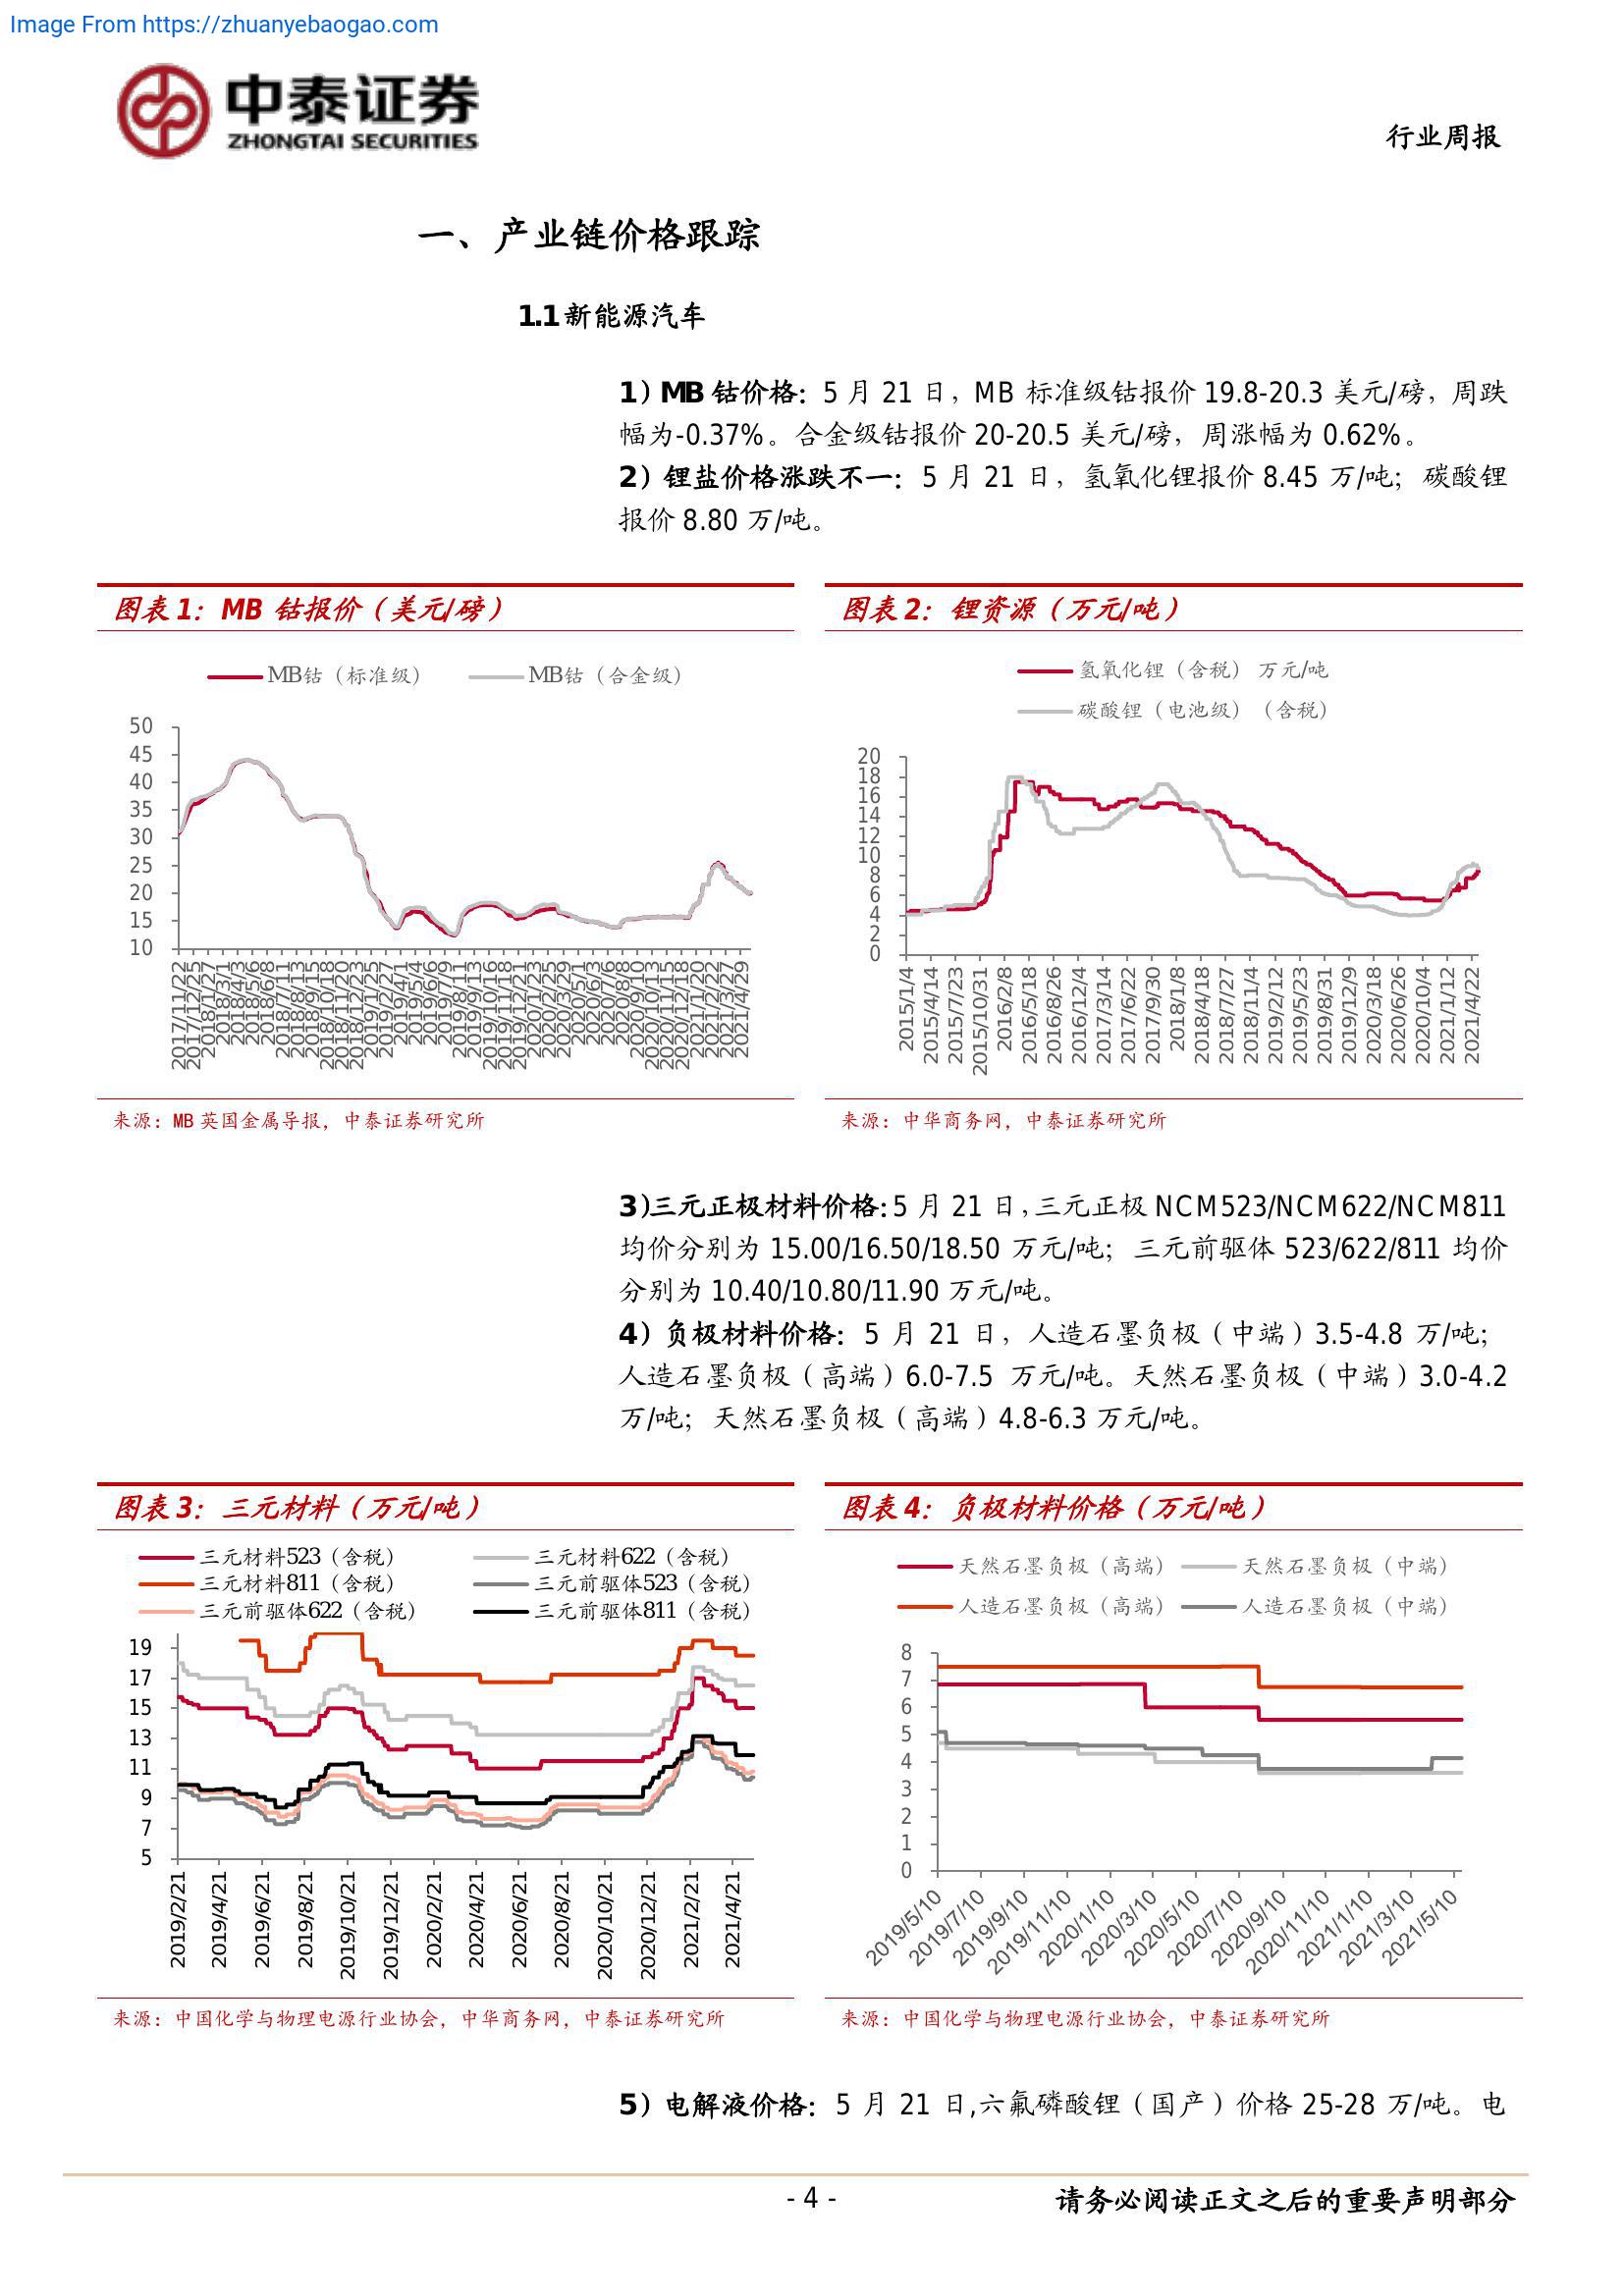 Image From https://zhuanyebaogao.com
中泰证券
ZHONGTAI SECURITIES
行业周报
一、产业链价格跟踪
1.1 新能源汽车
1）MB 钴价格：5 月 21 日，MB 标准级钴报价 19.8-20.3 美元/磅，周跌
幅为-0.37%。合金级钴报价 20-20.5 美元/磅，周涨幅为 0.62%。
2）锂盐价格涨跌不一：5 月 21 日，氢氧化锂报价 8.45 万/吨；碳酸锂
报价 8.80 万/吨。
图表 1：MB 钴报价（美元/磅）
MB钴（标准级） MB钴（合金级）
50
45
40
35
30
25
20
15
10
2017/11/22 2017/12/25 2018/1/27 2018/3/1 2018/4/3 2018/5/6 2018/6/8 2018/7/11 2018/8/13 2018/9/15 2018/10/18 2018/11/20 2018/12/23 2019/1/25 2019/2/27 2019/4/1 2019/5/4 2019/6/6 2019/7/9 2019/8/11 2019/9/13 2019/10/16 2019/11/18 2019/12/21 2020/1/23 2020/2/25 2020/3/29 2020/5/1 2020/6/3 2020/7/6 2020/8/8 2020/9/10 2020/10/13 2020/11/15 2020/12/18 2021/1/20 2021/2/22 2021/3/27 2021/4/29
来源：MB 英国金属导报，中泰证券研究所
图表 2：锂资源（万元/吨）
氢氧化锂（含税） 万元/吨
碳酸锂（电池级）（含税）
20
18
16
14
12
10
8
6
4
2
0
2015/1/4 2015/4/14 2015/7/23 2015/10/31 2016/2/8 2016/5/18 2016/8/26 2016/12/4 2017/3/14 2017/6/22 2017/9/30 2018/1/8 2018/4/18 2018/7/27 2018/11/4 2019/2/12 2019/5/23 2019/8/31 2019/12/9 2020/3/18 2020/6/26 2020/10/4 2021/1/12 2021/4/22
来源：中华商务网，中泰证券研究所
3)三元正极材料价格:5 月 21 日,三元正极 NCM523/NCM622/NCM811
均价分别为 15.00/16.50/18.50 万元/吨；三元前驱体 523/622/811 均价
分别为 10.40/10.80/11.90 万元/吨。
4）负极材料价格：5 月 21 日，人造石墨负极（中端）3.5-4.8 万/吨；
人造石墨负极（高端）6.0-7.5 万元/吨。天然石墨负极（中端）3.0-4.2
万/吨；天然石墨负极（高端）4.8-6.3 万元/吨。
图表 3：三元材料（万元/吨）
三元材料523（含税） 三元材料622（含税）
三元材料811（含税） 三元前驱体523（含税）
三元前驱体622（含税） 三元前驱体811（含税）
19
17
15
13
11
9
7
5
2019/2/21 2019/4/21 2019/6/21 2019/8/21 2019/10/21 2019/12/21 2020/2/21 2020/4/21 2020/6/21 2020/8/21 2020/10/21 2020/12/21 2021/2/21 2021/4/21
来源：中国化学与物理电源行业协会，中华商务网，中泰证券研究所
图表 4：负极材料价格（万元/吨）
天然石墨负极（高端） 天然石墨负极（中端）
人造石墨负极（高端） 人造石墨负极（中端）
8
7
6
5
4
3
2
1
0
2019/5/10 2019/7/10 2019/9/10 2019/11/10 2020/1/10 2020/3/10 2020/5/10 2020/7/10 2020/9/10 2020/11/10 2021/1/10 2021/3/10 2021/5/10
来源：中国化学与物理电源行业协会，中泰证券研究所
5）电解液价格：5 月 21 日,六氟磷酸锂（国产）价格 25-28 万/吨。电
- 4 -
请务必阅读正文之后的重要声明部分